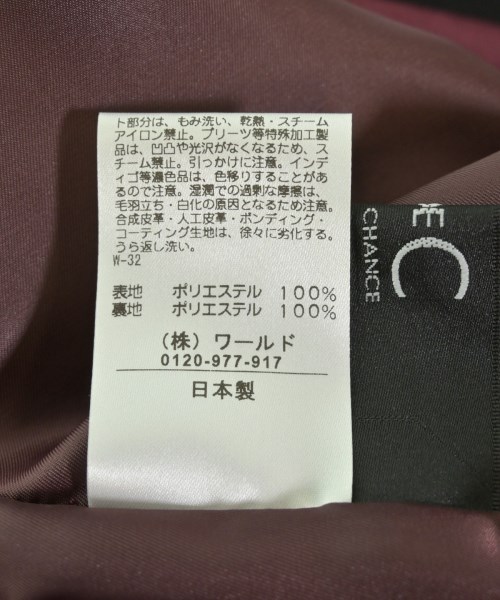 ト部分は、もみ洗い、乾熱・スチーム
アイロン禁止。プリーツ等特殊加工製
品は、凹凸や光沢がなくなるため、ス
チーム禁止。引っかけに注意。インデ
ィゴ等濃色品は、色移りすることがあ
るので注意。湿潤での過剰な摩擦は、
毛羽立ち・白化の原因となるため注意。
合成皮革・人工皮革・ボンディング・
コーティング生地は、徐々に劣化する。
うら返し洗い。
W-32
表地 ポリエステル 100%
裏地 ポリエステル 100%
(株) ワールド
0120-977-917
日本製
C
CHANCE